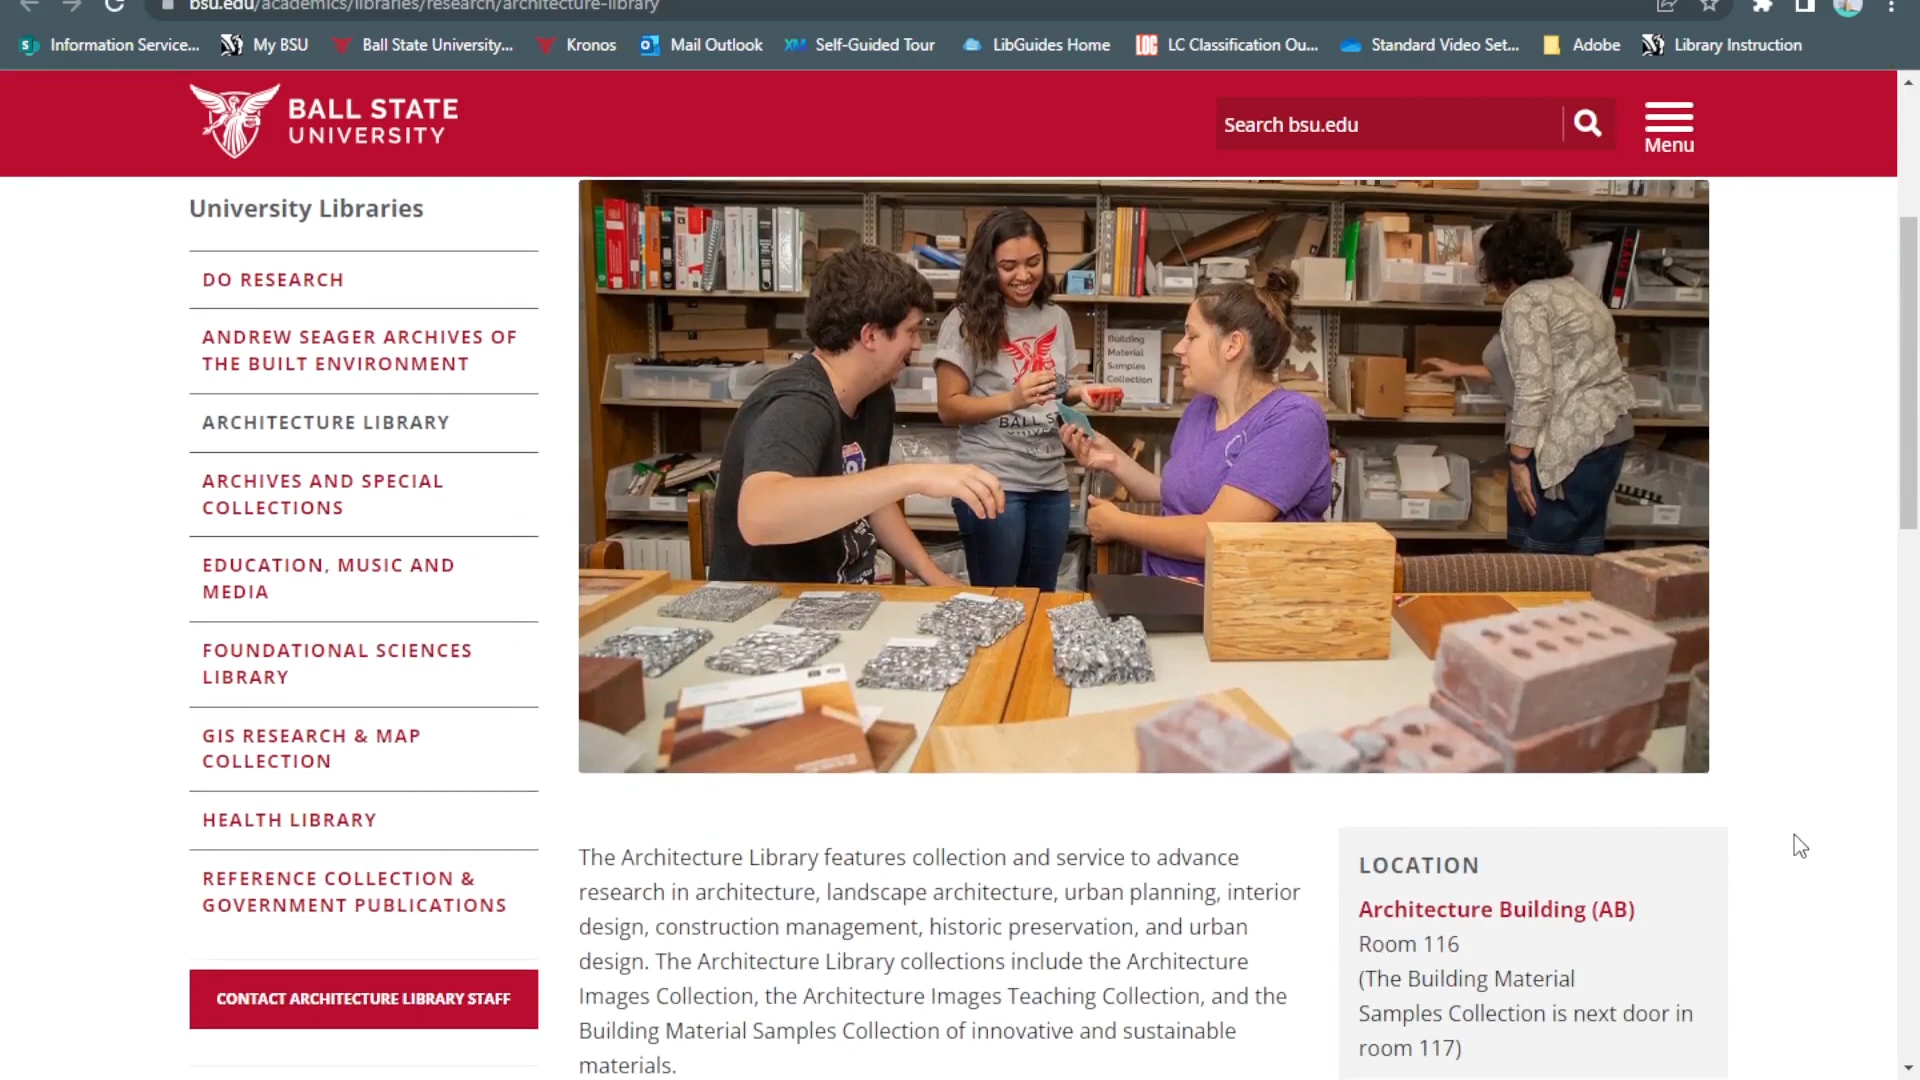 bsu.edu/academics/libraries/research/architecture-library
Information Service...
My BSU
Ball State University...
Kronos
Mail Outlook
Self-Guided Tour
LibGuides Home
LOC
LC Classification Ou...
Standard Video Set...
Adobe
Library Instruction
BALL STATE
UNIVERSITY
Search bsu.edu
Menu
University Libraries
DO RESEARCH
ANDREW SEAGER ARCHIVES OF
THE BUILT ENVIRONMENT
ARCHITECTURE LIBRARY
ARCHIVES AND SPECIAL
COLLECTIONS
EDUCATION, MUSIC AND
MEDIA
FOUNDATIONAL SCIENCES
LIBRARY
GIS RESEARCH & MAP
COLLECTION
HEALTH LIBRARY
REFERENCE COLLECTION &
GOVERNMENT PUBLICATIONS
CONTACT ARCHITECTURE LIBRARY STAFF
Building
Material
Samples
Collection
BALL
The Architecture Library features collection and service to advance
research in architecture, landscape architecture, urban planning, interior
design, construction management, historic preservation, and urban
design. The Architecture Library collections include the Architecture
Images Collection, the Architecture Images Teaching Collection, and the
Building Material Samples Collection of innovative and sustainable
materials.
LOCATION
Architecture Building (AB)
Room 116
(The Building Material
Samples Collection is next door in
room 117)